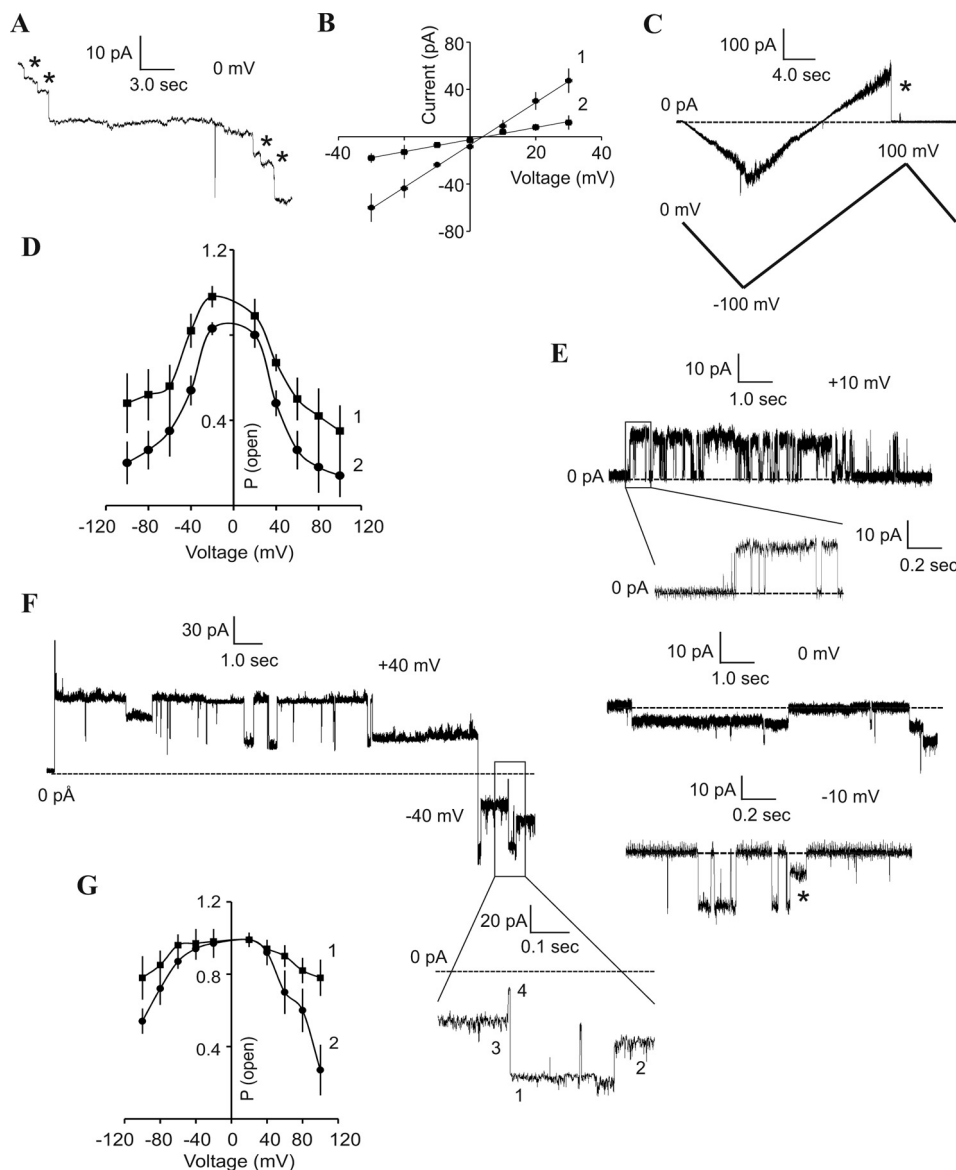 A
10 pA
3.0 sec
0 mV
*
*
*
*
B
Current (pA)
80
40
-40
-80
-40
20
40
Voltage (mV)
1
2
C
100 pA
4.0 sec
0 pA
*
100 mV
0 mV
-100 mV
D
1.2
0.4
P (open)
1
2
-120 -80 -40 0 40 80 120
Voltage (mV)
E
10 pA
1.0 sec
+10 mV
0 pA
10 pA
0.2 sec
0 pA
10 pA
1.0 sec
0 mV
10 pA
0.2 sec
-10 mV
*
F
30 pA
1.0 sec
+40 mV
0 pÅ
-40 mV
20 pA
0.1 sec
0 pA
4
3
1
2
G
1.2
0.8
0.4
P (open)
1
2
-120 -80 -40 0 40 80 120
Voltage (mV)